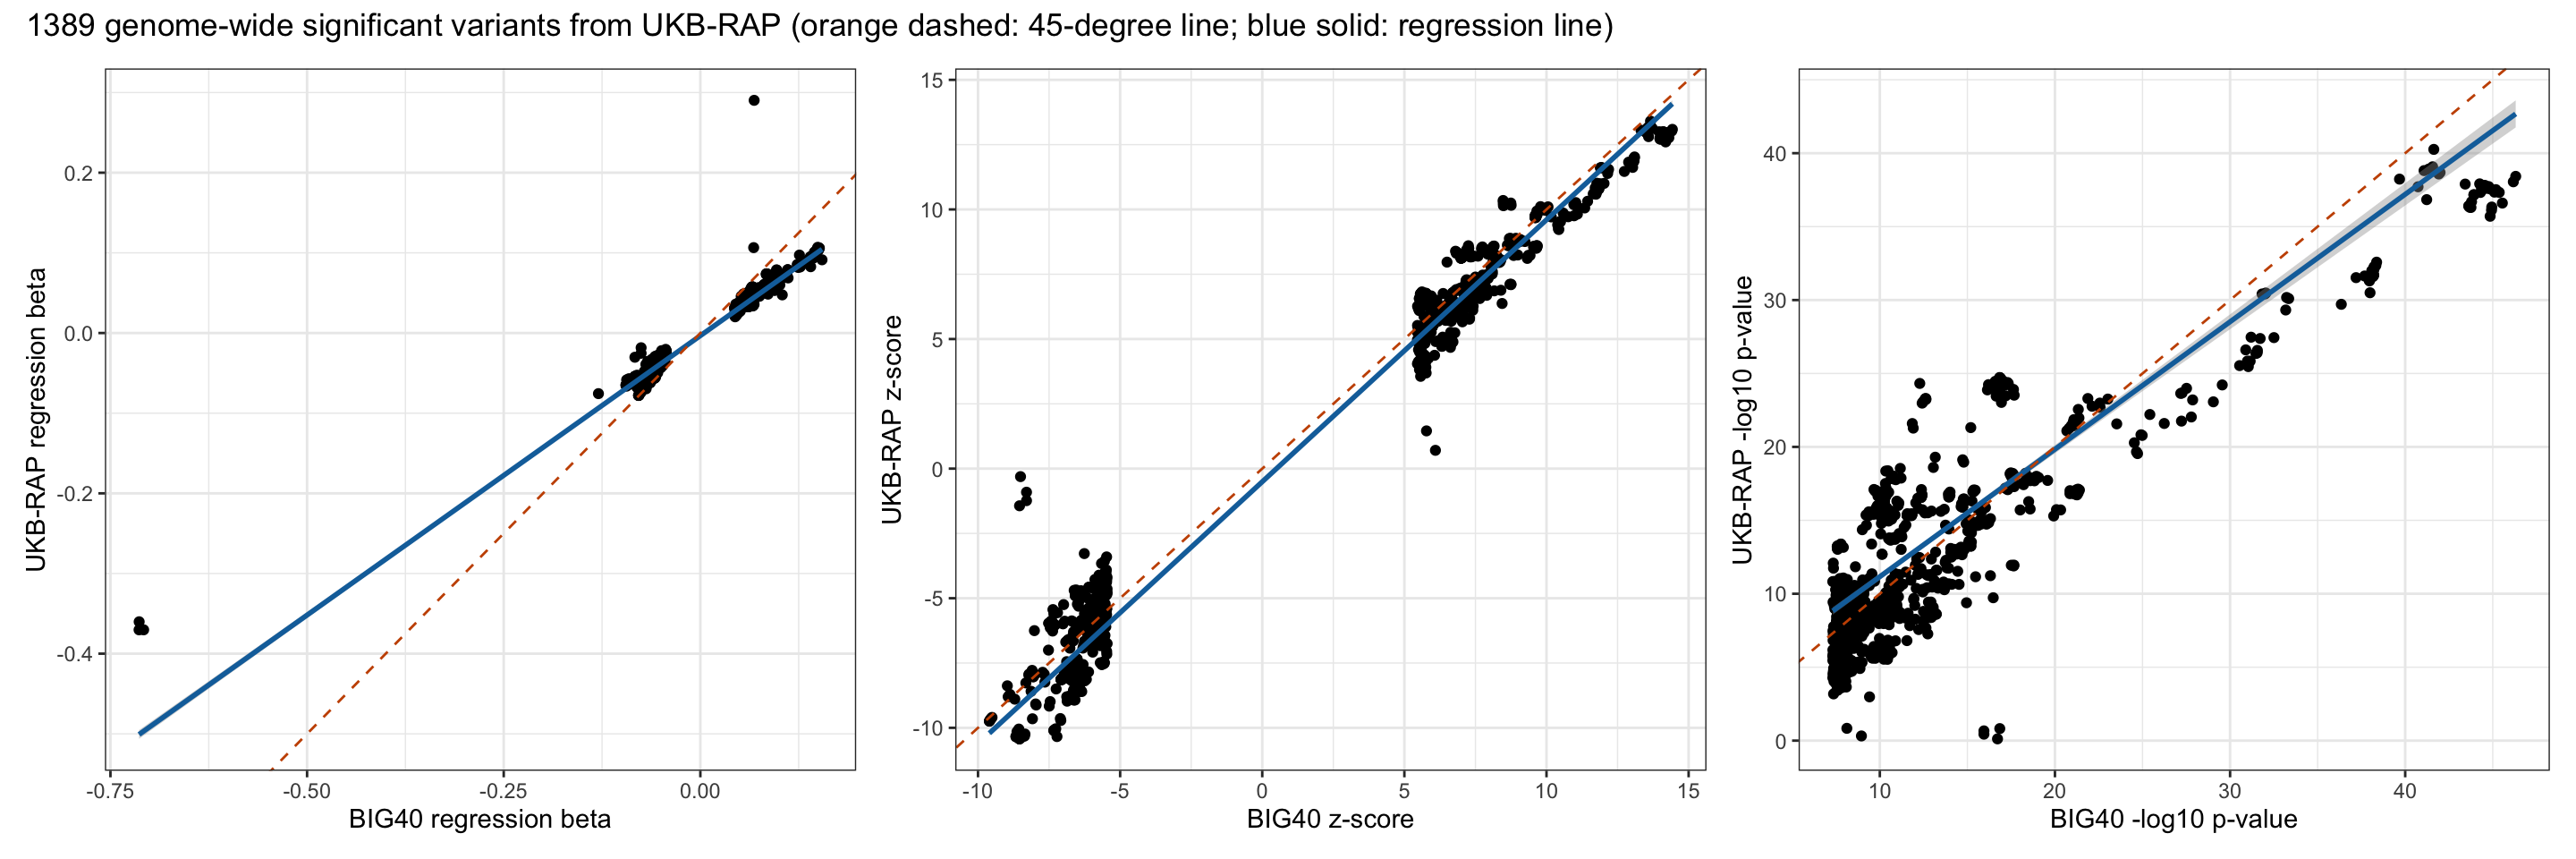 1389 genome-wide significant variants from UKB-RAP (orange dashed: 45-degree line; blue solid: regression line)
UKB-RAP regression beta
0.2
0.0
-0.2
-0.4
-0.75 -0.50 -0.25 0.00
BIG40 regression beta
UKB-RAP z-score
15
10
5
0
-5
-10
-10 -5 0 5 10 15
BIG40 z-score
UKB-RAP -log10 p-value
40
30
20
10
0
10 20 30 40
BIG40 -log10 p-value